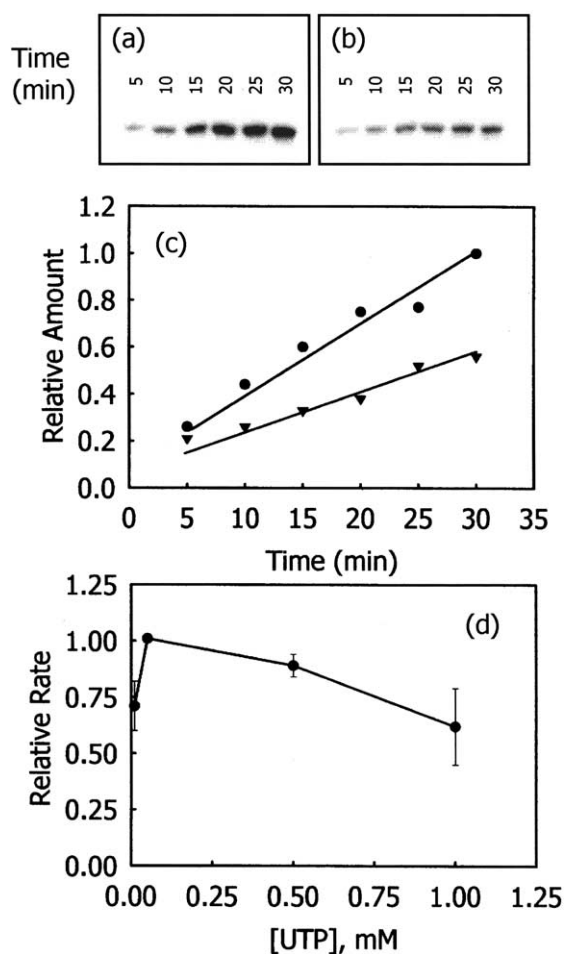 (a) (b)
Time (min)
5 10 15 20 25 30
5 10 15 20 25 30
(c)
Relative Amount
1.2
1.0
0.8
0.6
0.4
0.2
0.0
0 5 10 15 20 25 30 35
Time (min)
(d)
Relative Rate
1.25
1.00
0.75
0.50
0.25
0.00
0.00 0.25 0.50 0.75 1.00 1.25
[UTP], mM